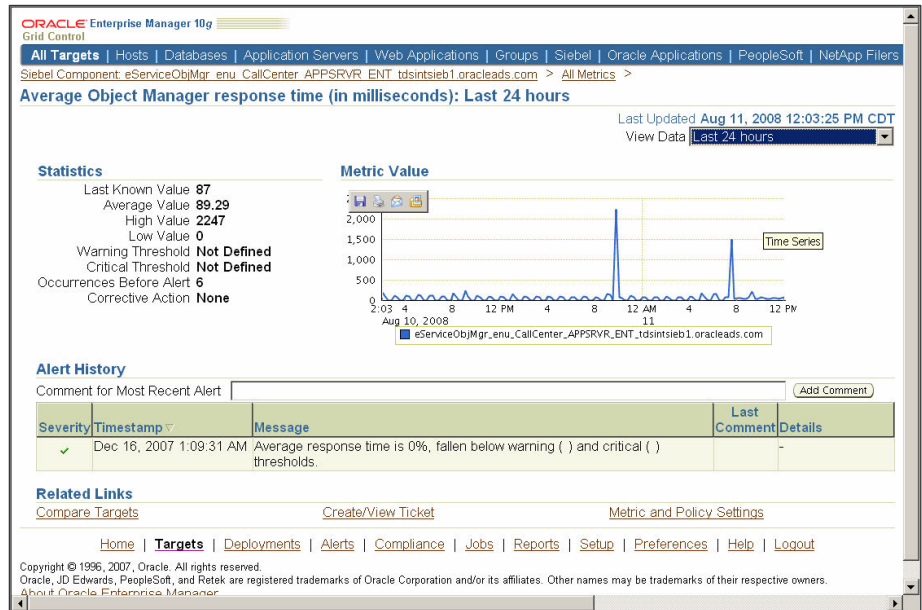 ORACLE Enterprise Manager 10g
Grid Control
All Targets | Hosts | Databases | Application Servers | Web Applications | Groups | Siebel | Oracle Applications | PeopleSoft | NetApp Filers
Siebel Component: eServiceObjMgr_enu_CallCenter_APPSRVR_ENT_tdsintsieb1.oracleads.com > All Metrics >
Average Object Manager response time (in milliseconds): Last 24 hours
Last Updated Aug 11, 2008 12:03:25 PM CDT
View Data Last 24 hours
Statistics
Last Known Value 87
Average Value 89.29
High Value 2247
Low Value 0
Warning Threshold Not Defined
Critical Threshold Not Defined
Occurrences Before Alert 6
Corrective Action None
Metric Value
2,000
1,500
1,000
500
0
Time Series
2:03 4 8 12 PM 4 8 12 AM 4 8 12 PM
Aug 10, 2008 11
eServiceObjMgr_enu_CallCenter_APPSRVR_ENT_tdsintsieb1.oracleads.com
Alert History
Comment for Most Recent Alert Add Comment
Severity Timestamp Message Last Comment Details
Dec 16, 2007 1:09:31 AM Average response time is 0%, fallen below warning ( ) and critical ( ) thresholds. -
Related Links
Compare Targets Create/View Ticket Metric and Policy Settings
Home | Targets | Deployments | Alerts | Compliance | Jobs | Reports | Setup | Preferences | Help | Logout
Copyright © 1996, 2007, Oracle. All rights reserved.
Oracle, JD Edwards, PeopleSoft, and Retek are registered trademarks of Oracle Corporation and/or its affiliates. Other names may be trademarks of their respective owners.
About Oracle Enterprise Manager